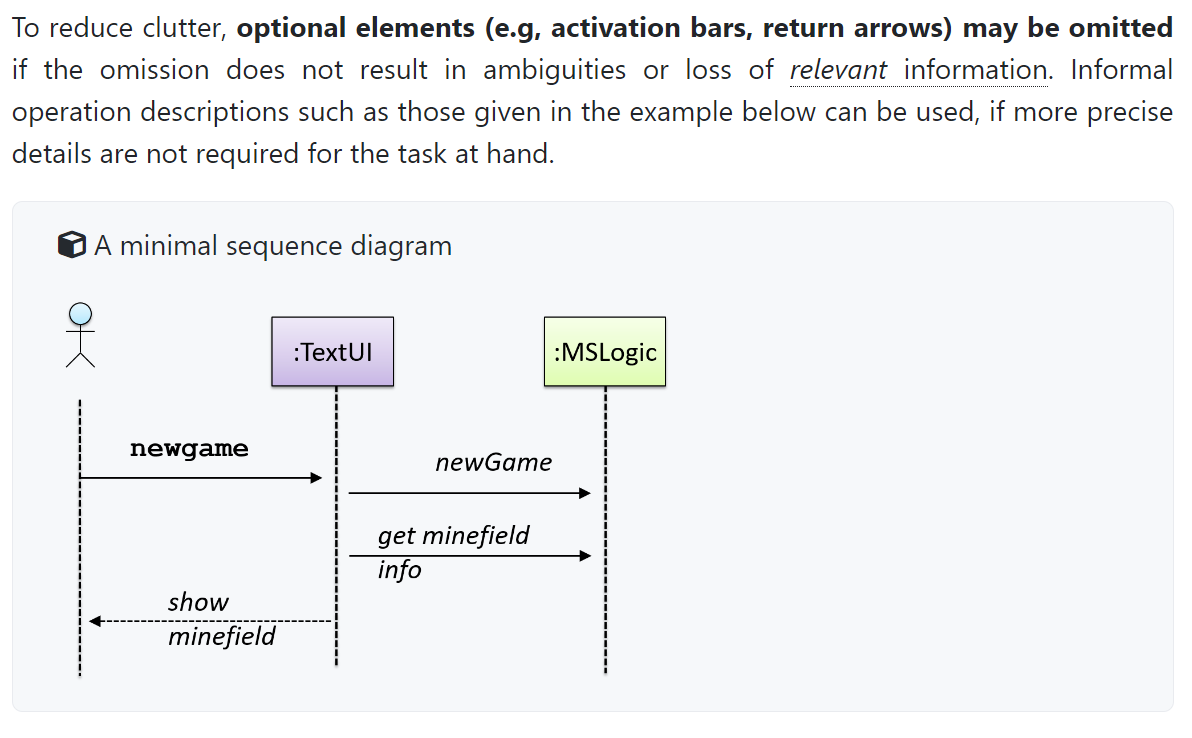 To reduce clutter, optional elements (e.g, activation bars, return arrows) may be omitted
if the omission does not result in ambiguities or loss of relevant information. Informal
operation descriptions such as those given in the example below can be used, if more precise
details are not required for the task at hand.
A minimal sequence diagram
:TextUI
:MSLogic
newgame
newGame
get minefield
info
show
minefield